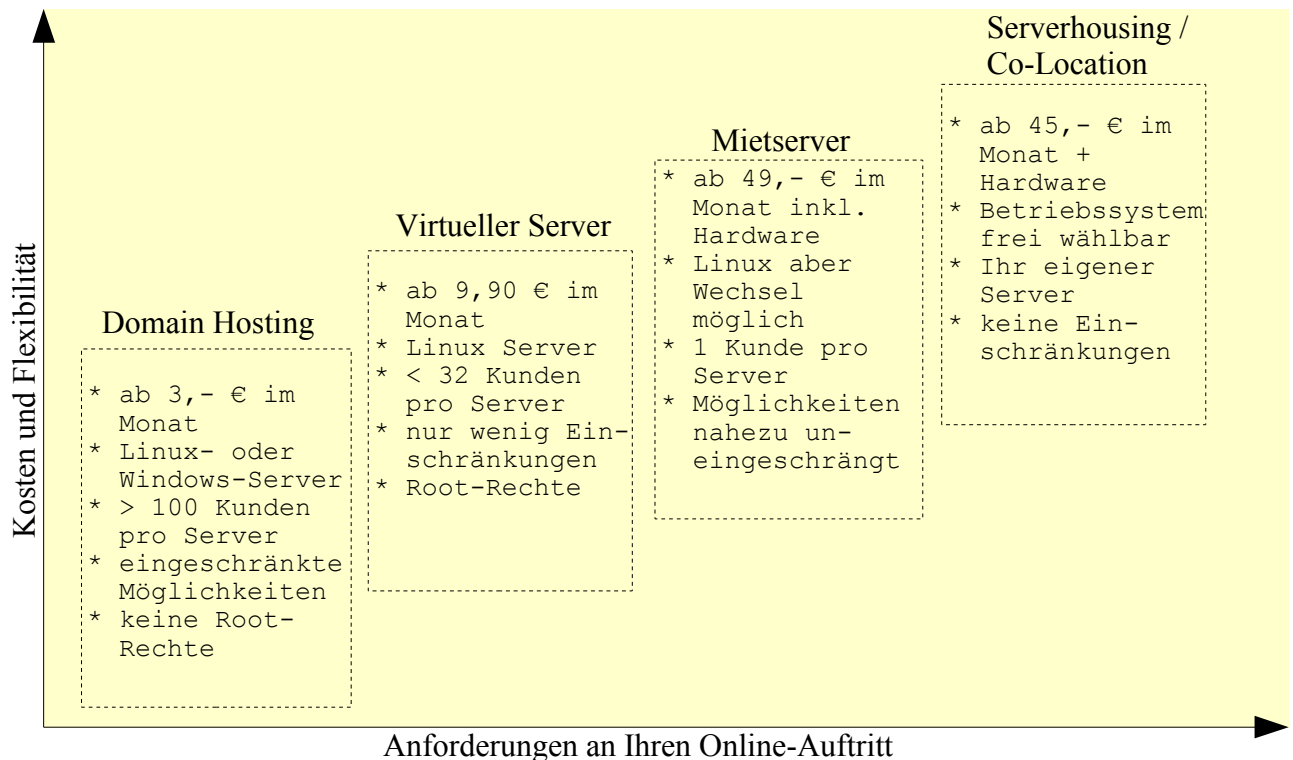 Kosten und Flexibilität
Domain Hosting
* ab 3,- € im
Monat
* Linux- oder
Windows-Server
* > 100 Kunden
pro Server
* eingeschränkte
Möglichkeiten
* keine Root-
Rechte
Virtueller Server
* ab 9,90 € im
Monat
* Linux Server
* < 32 Kunden
pro Server
* nur wenig Ein-
schränkungen
* Root-Rechte
Mietserver
* ab 49,- € im
Monat inkl.
Hardware
* Linux aber
Wechsel
möglich
* 1 Kunde pro
Server
* Möglichkeiten
nahezu un-
eingeschrängt
Serverhousing /
Co-Location
* ab 45,- € im
Monat +
Hardware
* Betriebssystem
frei wählbar
* Ihr eigener
Server
* keine Ein-
schränkungen
Anforderungen an Ihren Online-Auftritt